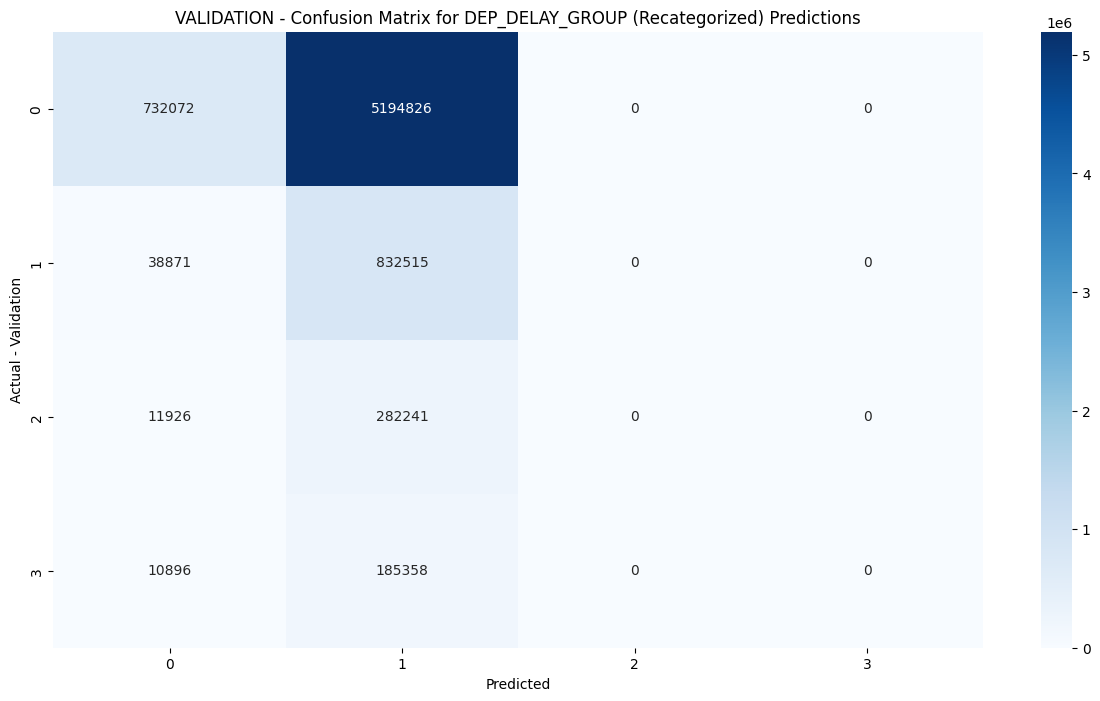 VALIDATION - Confusion Matrix for DEP_DELAY_GROUP (Recategorized) Predictions
1e6
0 732072 5194826 0 0
1 38871 832515 0 0
2 11926 282241 0 0
3 10896 185358 0 0
0 1 2 3
Predicted
Actual - Validation
5
4
3
2
1
0